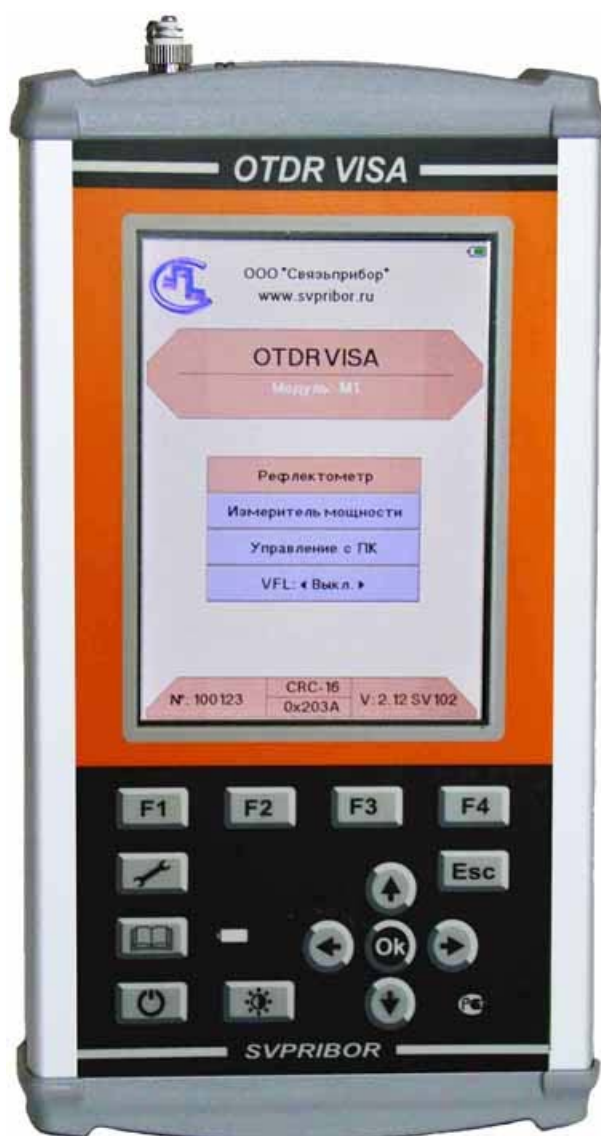 OTDR VISA
ООО "Связьприбор"
www.svpribor.ru
OTDR VISA
Модуль: М1
Рефлектометр
Измеритель мощности
Управление с ПК
VFL: ◂ Выкл. ▸
№: 100123
CRC-16
0x203A
V: 2.12 SV102
F1 F2 F3 F4
Esc
Ok
SVPRIBOR